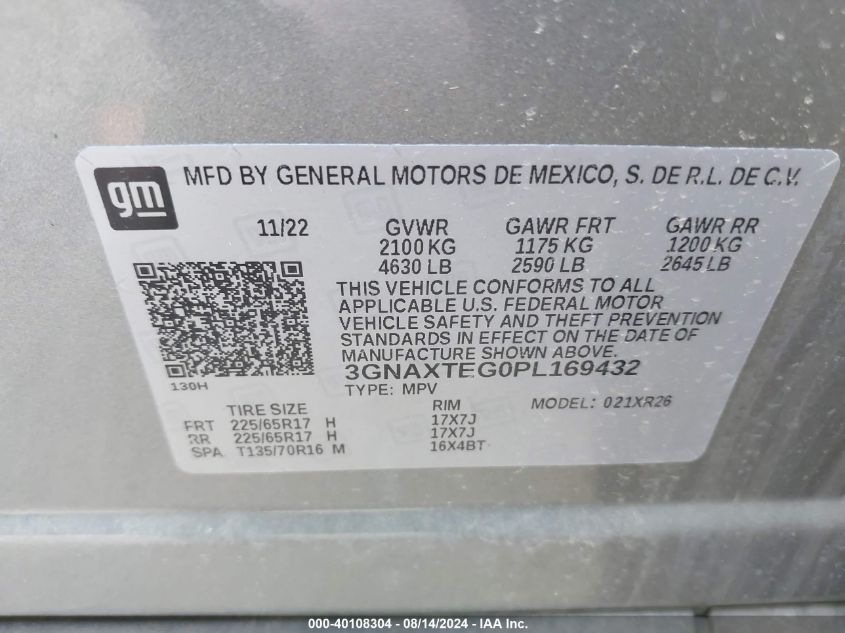 gm
MFD BY GENERAL MOTORS DE MEXICO, S. DE R.L. DE C.V.
11/22 GVWR GAWR FRT GAWR RR
2100 KG 1175 KG 1200 KG
4630 LB 2590 LB 2645 LB
THIS VEHICLE CONFORMS TO ALL
APPLICABLE U.S. FEDERAL MOTOR
VEHICLE SAFETY AND THEFT PREVENTION
STANDARDS IN EFFECT ON THE DATE OF
MANUFACTURE SHOWN ABOVE.
3GNAXTEG0PL169432
130H
TYPE: MPV
TIRE SIZE RIM MODEL: 021XR26
FRT 225/65R17 H 17X7J
RR 225/65R17 H 17X7J
SPA T135/70R16 M 16X4BT
000-40108304 - 08/14/2024 - IAA Inc.